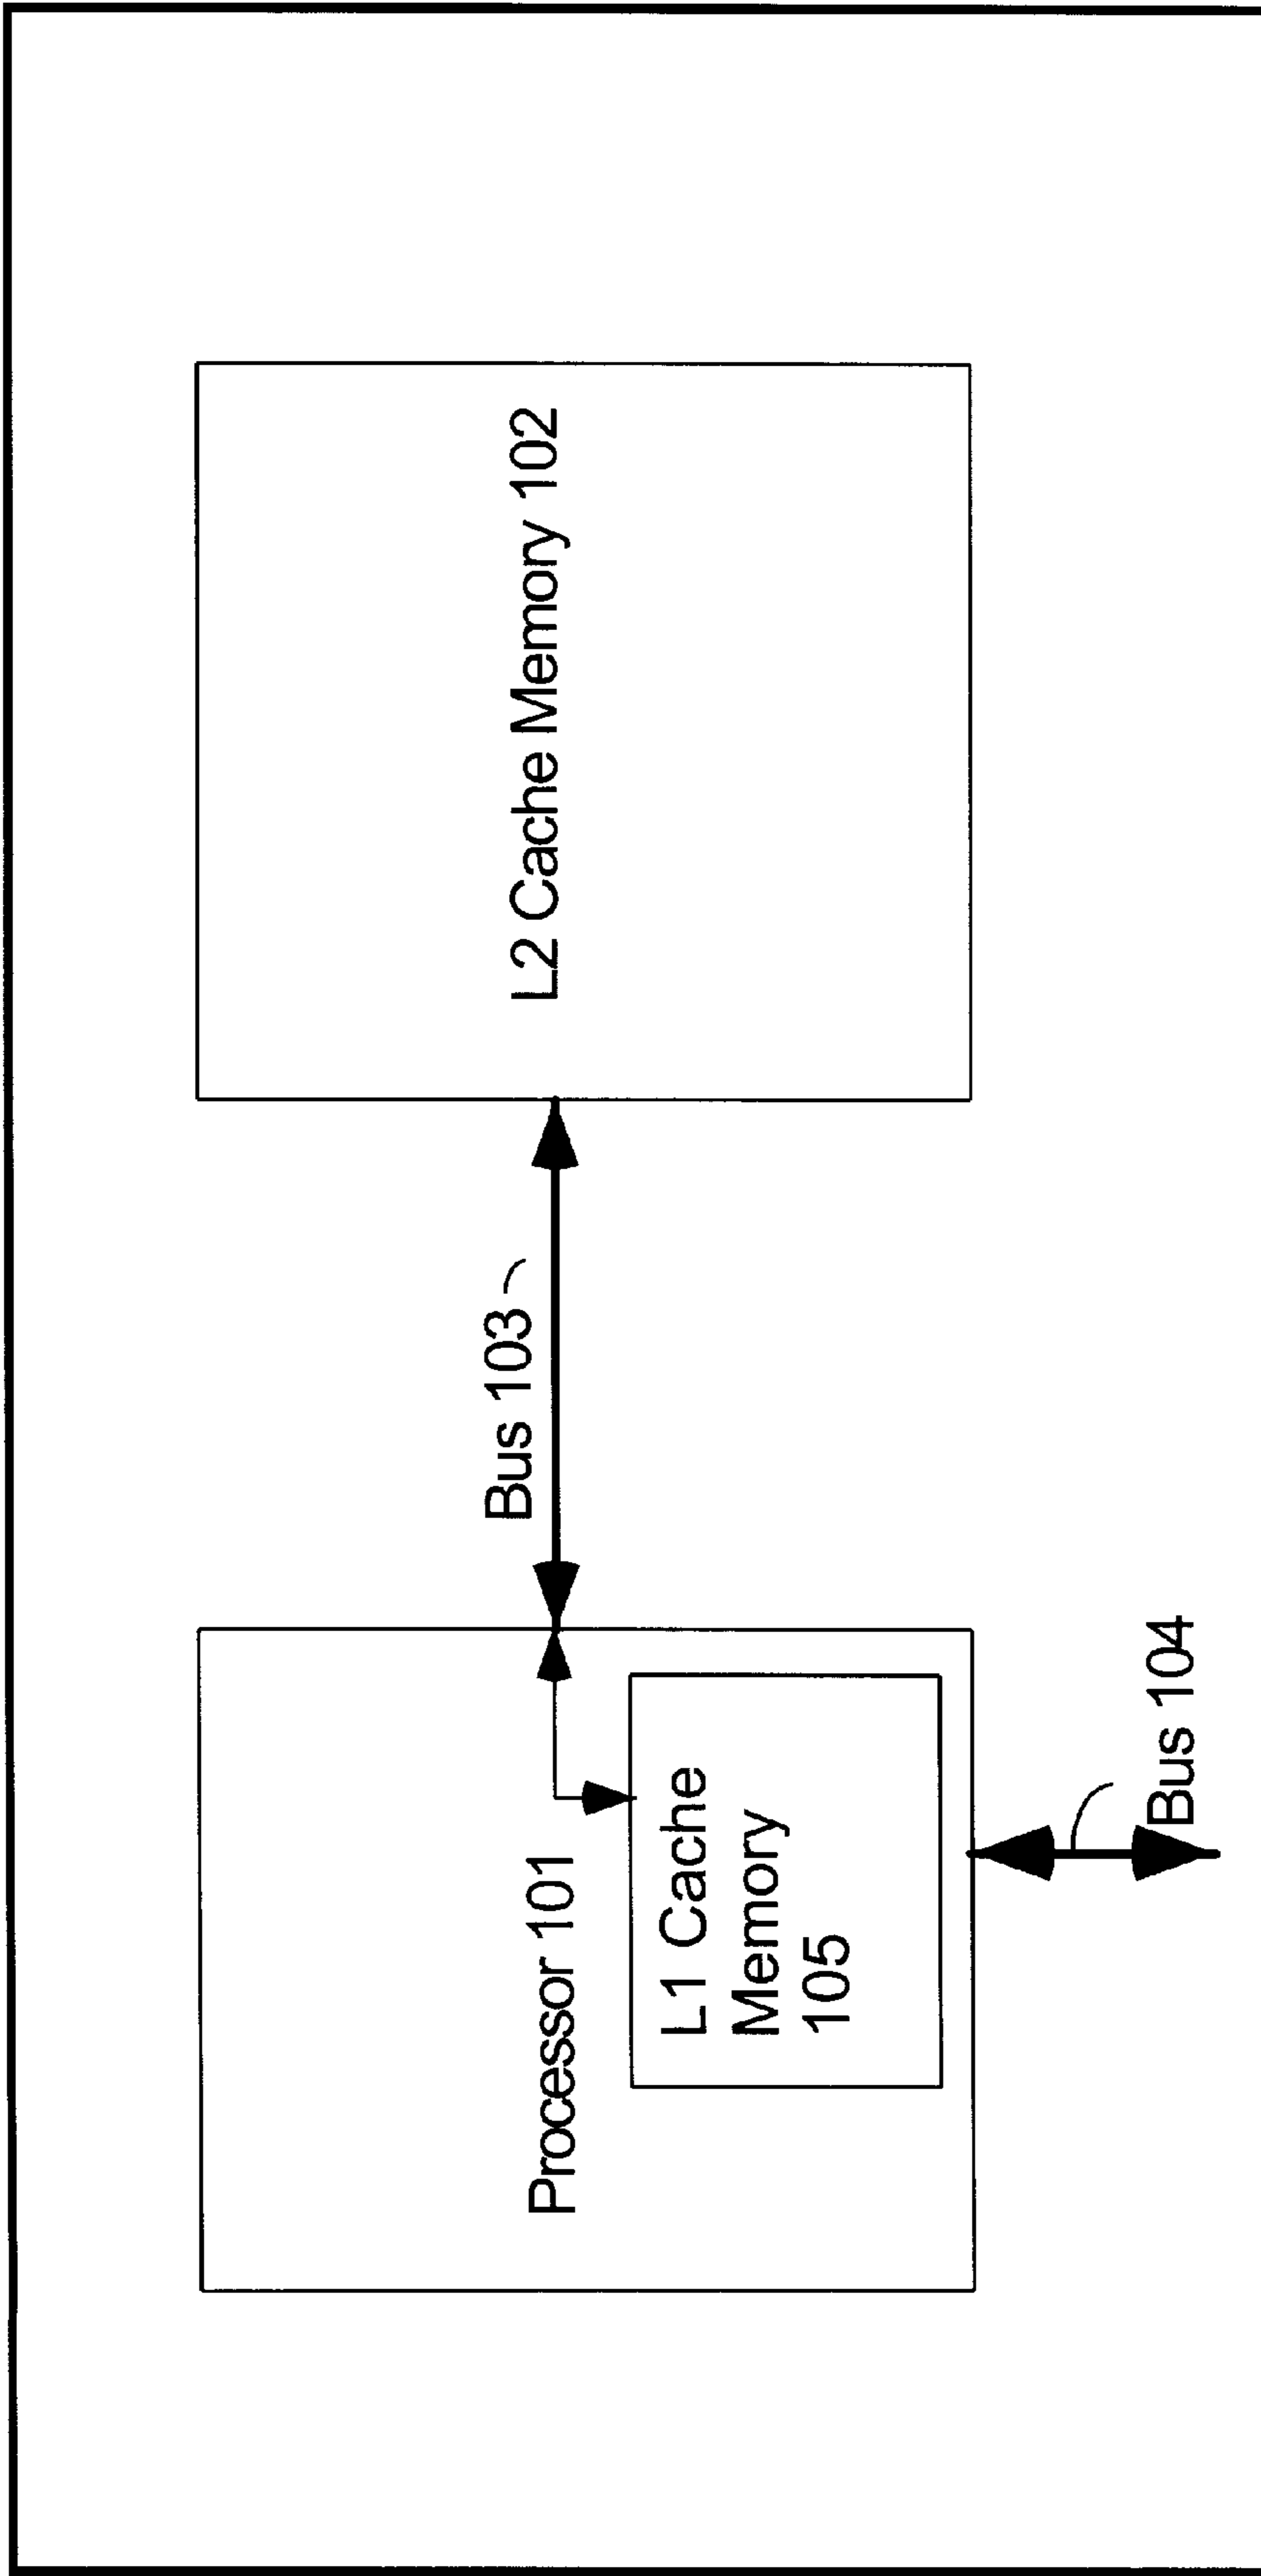 Processor 101
L1 Cache
Memory
105
Bus 103
L2 Cache Memory 102
Bus 104